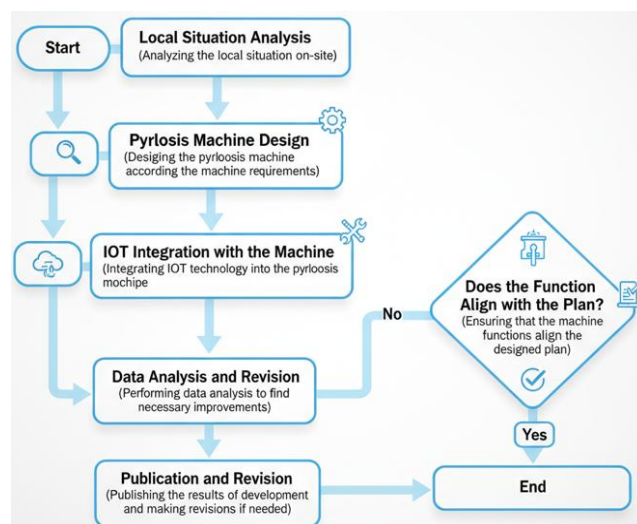 Start
Local Situation Analysis
(Analyzing the local situation on-site)
Pyrlosis Machine Design
(Desiging the pyrloosis machine
according the machine requirments)
IOT Integration with the Machine
(Integrating IOT technology into the pyrloosis
mochipe
Does the Function
Align with the Plan?
(Ensuring that the machine
functions align the
designed plan)
No
Data Analysis and Revision
(Performing data analysis to find
necessary improvements)
Yes
Publication and Revision
(Publishing the results of development
and making revisions if needed)
End